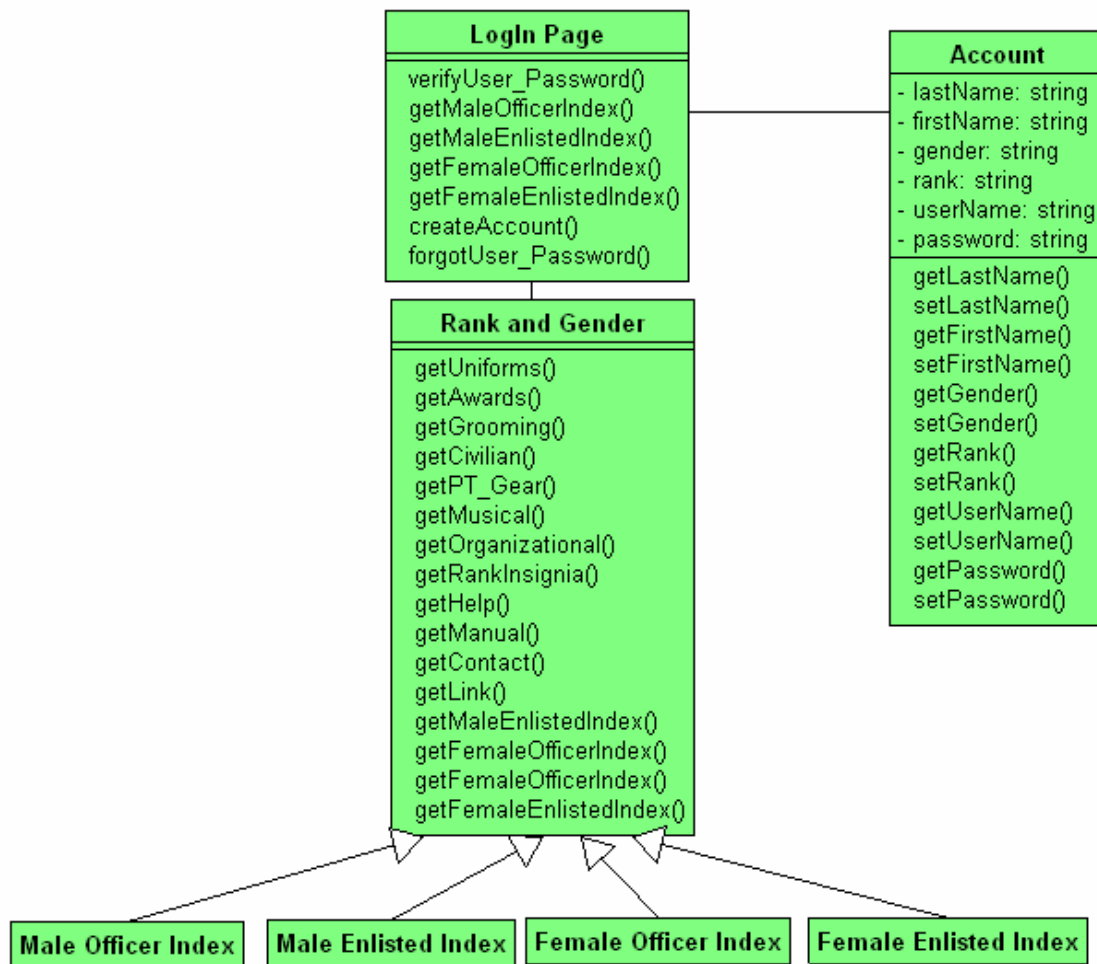 LogIn Page
verifyUser_Password()
getMaleOfficerIndex()
getMaleEnlistedIndex()
getFemaleOfficerIndex()
getFemaleEnlistedIndex()
createAccount()
forgotUser_Password()
Account
- lastName: string
- firstName: string
- gender: string
- rank: string
- userName: string
- password: string
getLastName()
setLastName()
getFirstName()
setFirstName()
getGender()
setGender()
getRank()
setRank()
getUserName()
setUserName()
getPassword()
setPassword()
Rank and Gender
getUniforms()
getAwards()
getGrooming()
getCivilian()
getPT_Gear()
getMusical()
getOrganizational()
getRankInsignia()
getHelp()
getManual()
getContact()
getLink()
getMaleEnlistedIndex()
getFemaleOfficerIndex()
getFemaleOfficerIndex()
getFemaleEnlistedIndex()
Male Officer Index
Male Enlisted Index
Female Officer Index
Female Enlisted Index